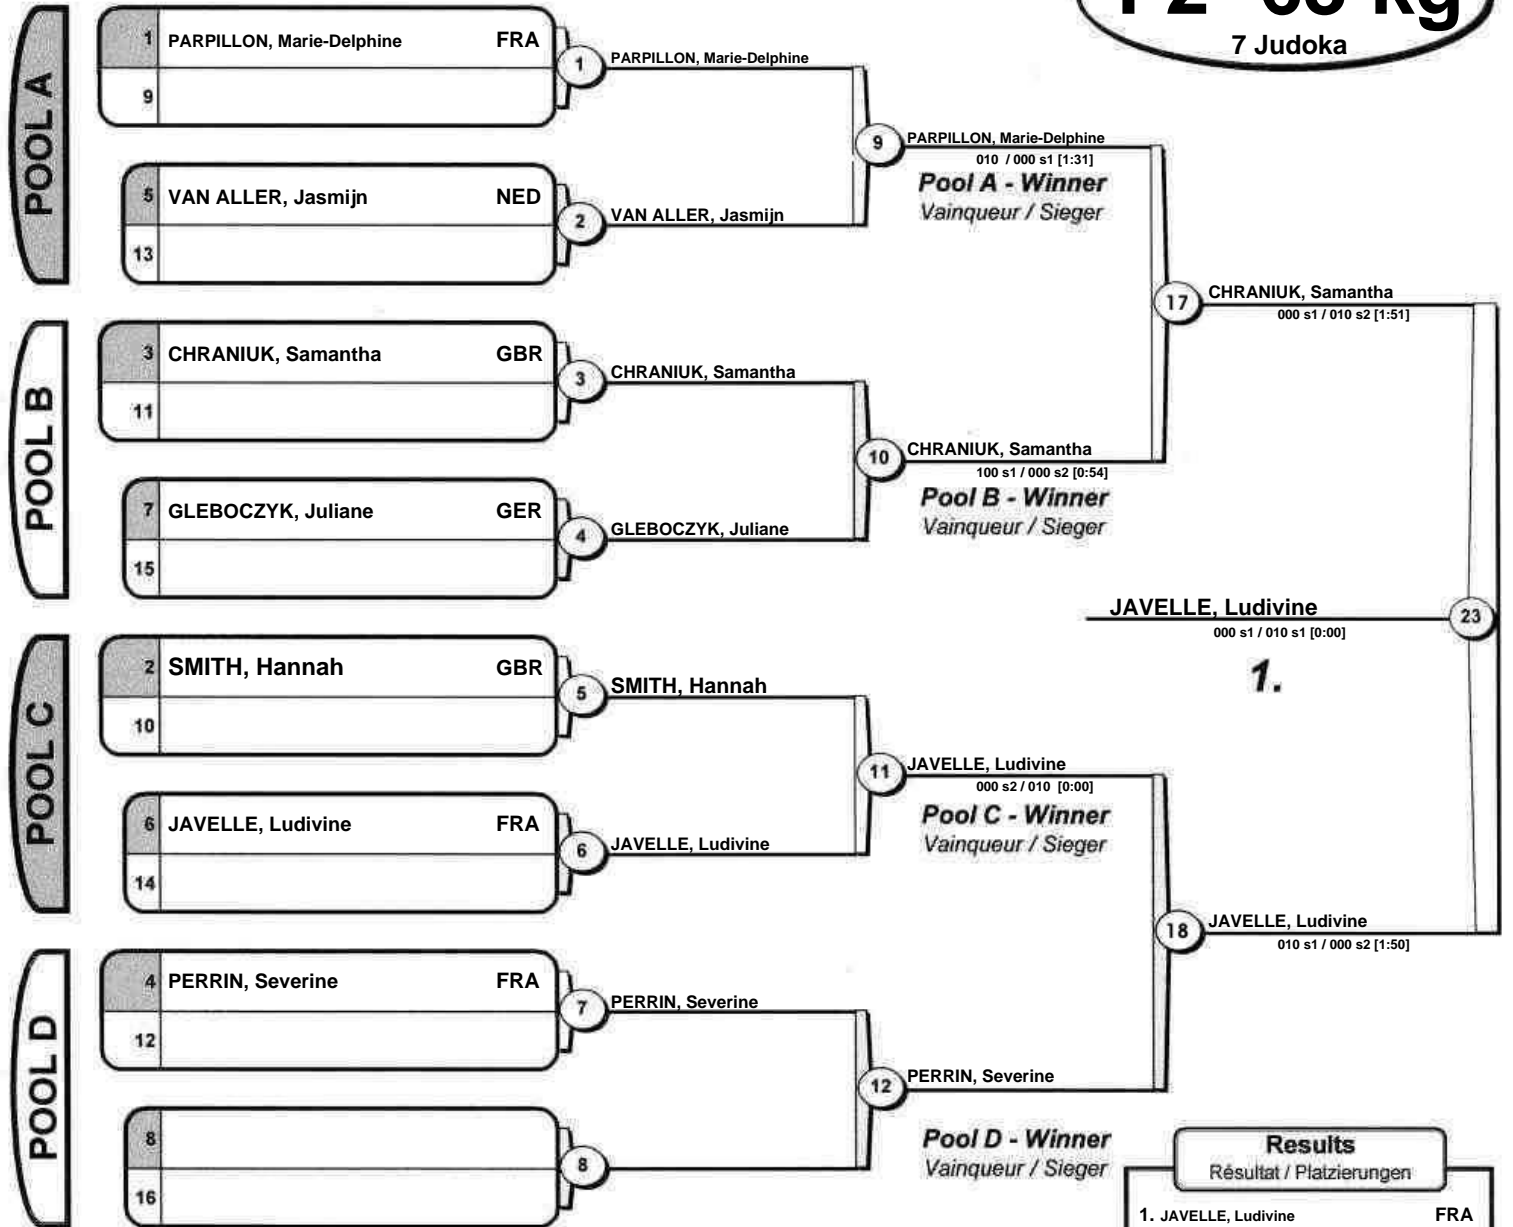 F2 -63 kg
7 Judoka
POOL A
1 PARPILLON, Marie-Delphine FRA
9
5 VAN ALLER, Jasmijn NED
13
1 PARPILLON, Marie-Delphine
2 VAN ALLER, Jasmijn
9 PARPILLON, Marie-Delphine
010 / 000 s1 [1:31]
Pool A - Winner
Vainqueur / Sieger
POOL B
3 CHRANIUK, Samantha GBR
11
7 GLEBOCZYK, Juliane GER
15
3 CHRANIUK, Samantha
4 GLEBOCZYK, Juliane
10 CHRANIUK, Samantha
100 s1 / 000 s2 [0:54]
Pool B - Winner
Vainqueur / Sieger
17 CHRANIUK, Samantha
000 s1 / 010 s2 [1:51]
POOL C
2 SMITH, Hannah GBR
10
6 JAVELLE, Ludivine FRA
14
5 SMITH, Hannah
6 JAVELLE, Ludivine
11 JAVELLE, Ludivine
000 s2 / 010 [0:00]
Pool C - Winner
Vainqueur / Sieger
POOL D
4 PERRIN, Severine FRA
12
8
16
7 PERRIN, Severine
8
12 PERRIN, Severine
Pool D - Winner
Vainqueur / Sieger
18 JAVELLE, Ludivine
010 s1 / 000 s2 [1:50]
JAVELLE, Ludivine 23
000 s1 / 010 s1 [0:00]
1.
Results
Résultat / Platzierungen
1. JAVELLE, Ludivine FRA